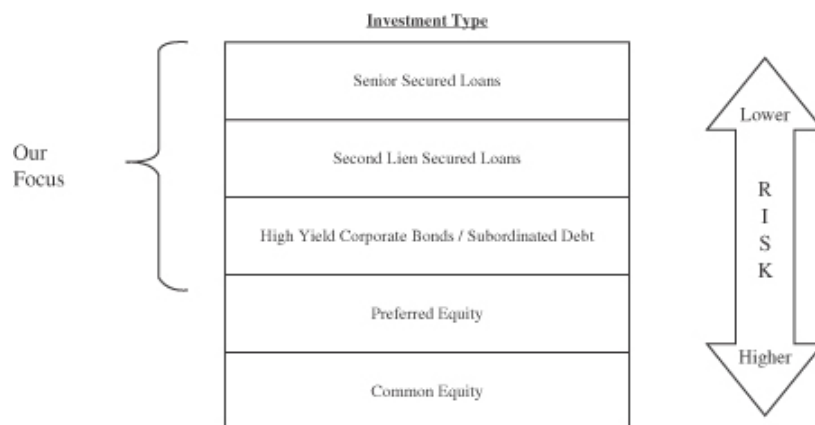 Investment Type
Senior Secured Loans
Lower
Our
Focus
Second Lien Secured Loans
R
I
S
K
High Yield Corporate Bonds / Subordinated Debt
Preferred Equity
Higher
Common Equity